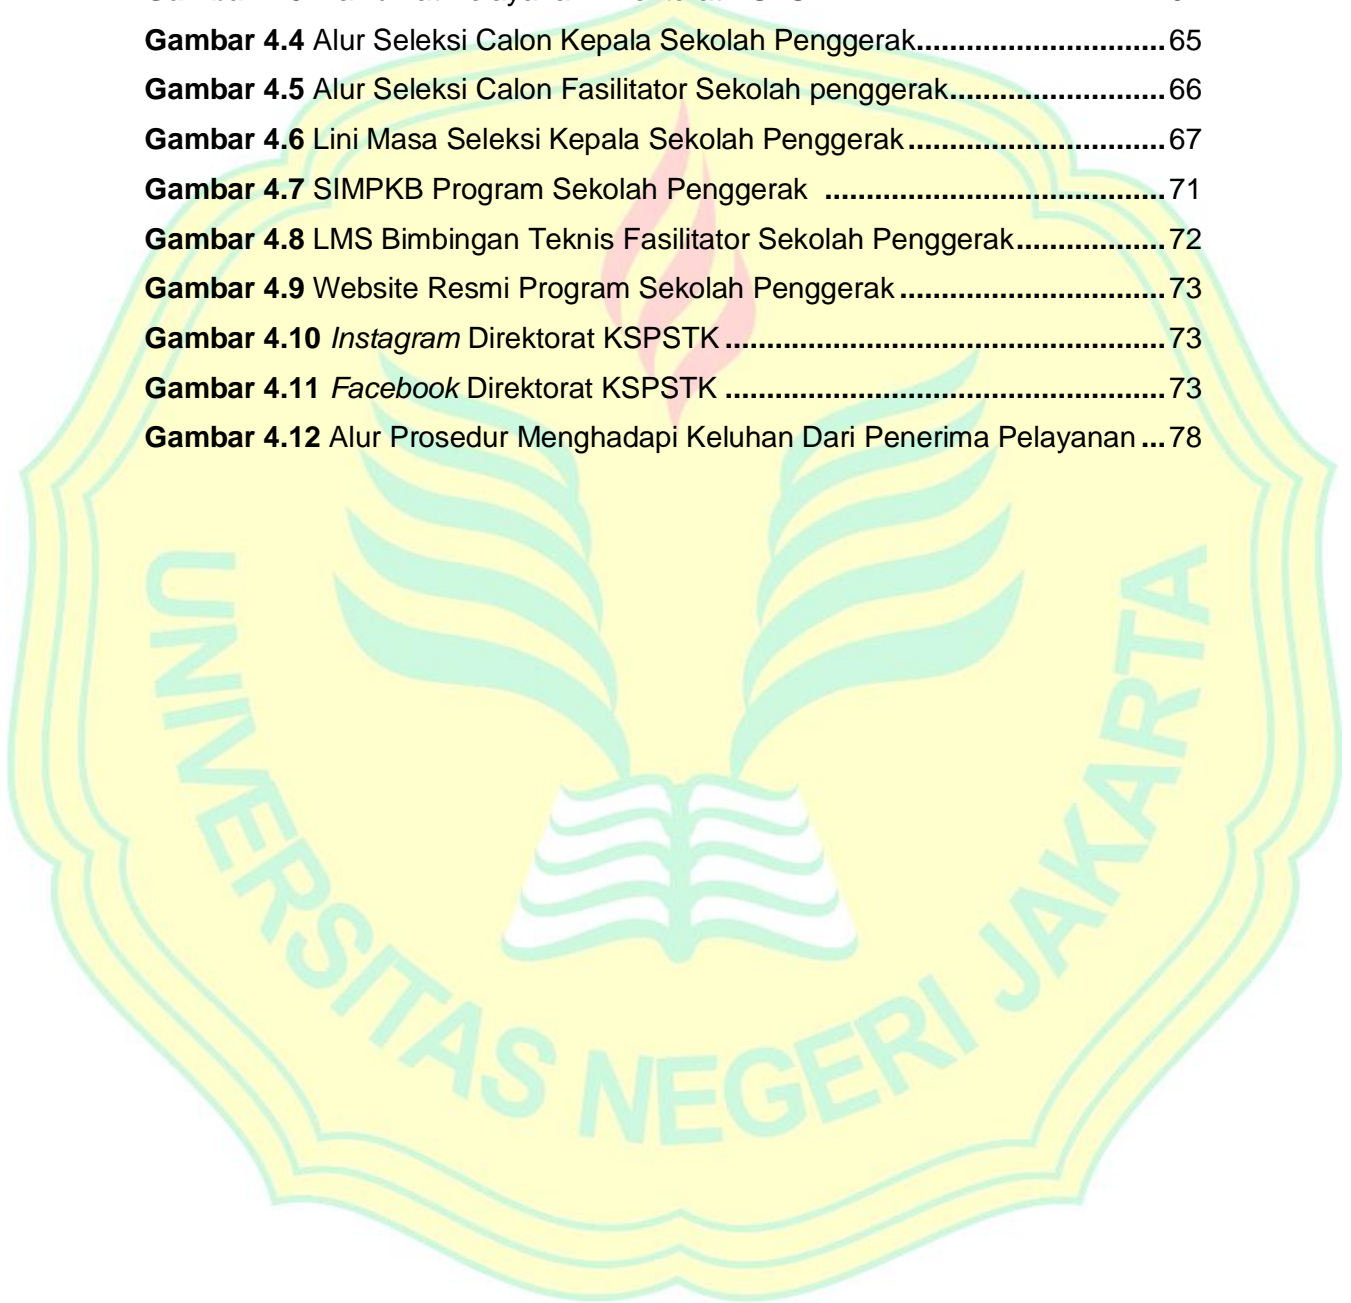 Gambar 4.4 Alur Seleksi Calon Kepala Sekolah Penggerak.............................65
Gambar 4.5 Alur Seleksi Calon Fasilitator Sekolah penggerak.........................66
Gambar 4.6 Lini Masa Seleksi Kepala Sekolah Penggerak..............................67
Gambar 4.7 SIMPKB Program Sekolah Penggerak ........................................71
Gambar 4.8 LMS Bimbingan Teknis Fasilitator Sekolah Penggerak.................72
Gambar 4.9 Website Resmi Program Sekolah Penggerak...............................73
Gambar 4.10 Instagram Direktorat KSPSTK....................................................73
Gambar 4.11 Facebook Direktorat KSPSTK....................................................73
Gambar 4.12 Alur Prosedur Menghadapi Keluhan Dari Penerima Pelayanan...78
UNIVERSITAS NEGERI JAKARTA